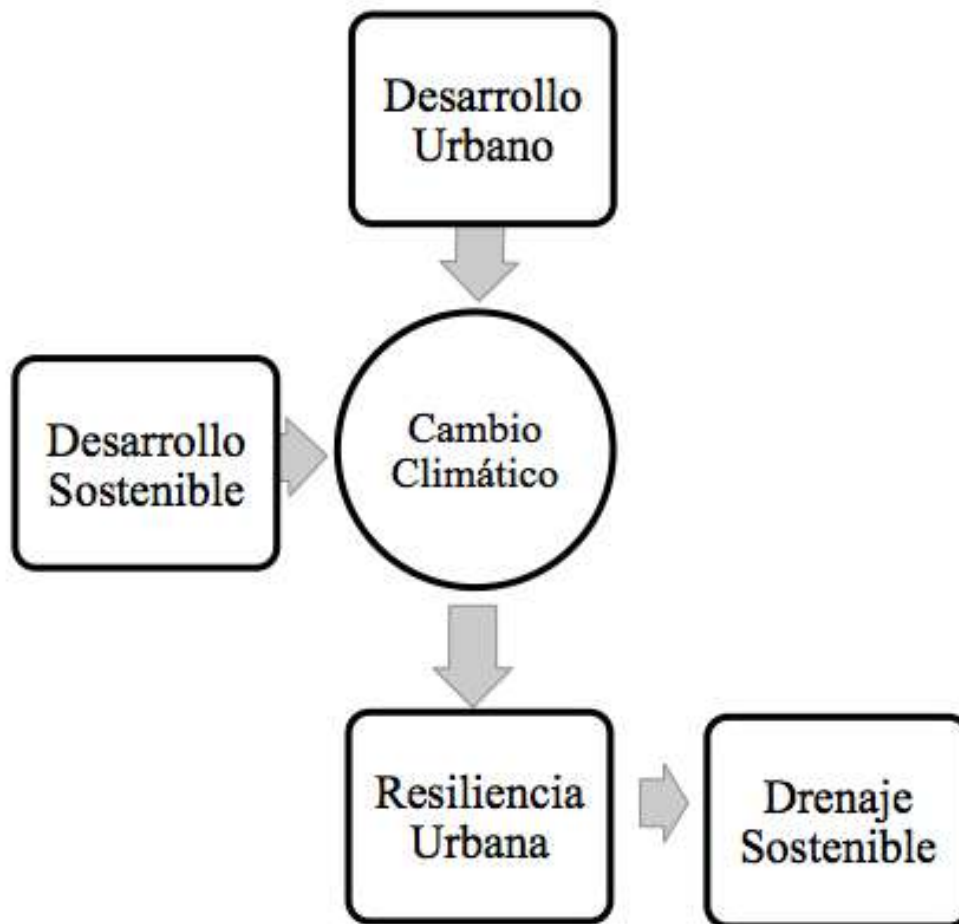 Desarrollo
Urbano
Desarrollo
Sostenible
Cambio
Climático
Resiliencia
Urbana
Drenaje
Sostenible